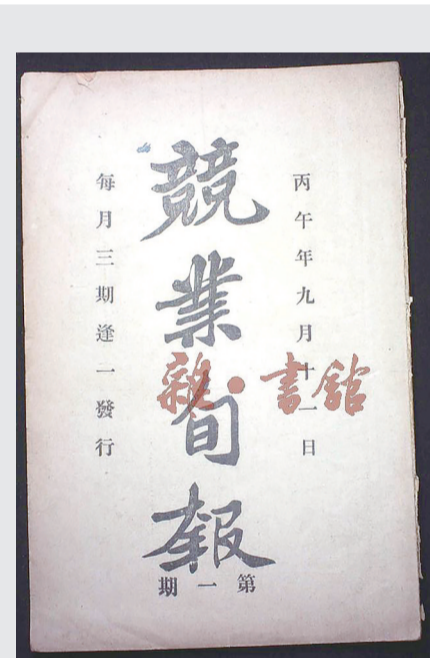 丙午年九月十一日
競業旬報
第一期
每月三期逢一發行
雜·書館